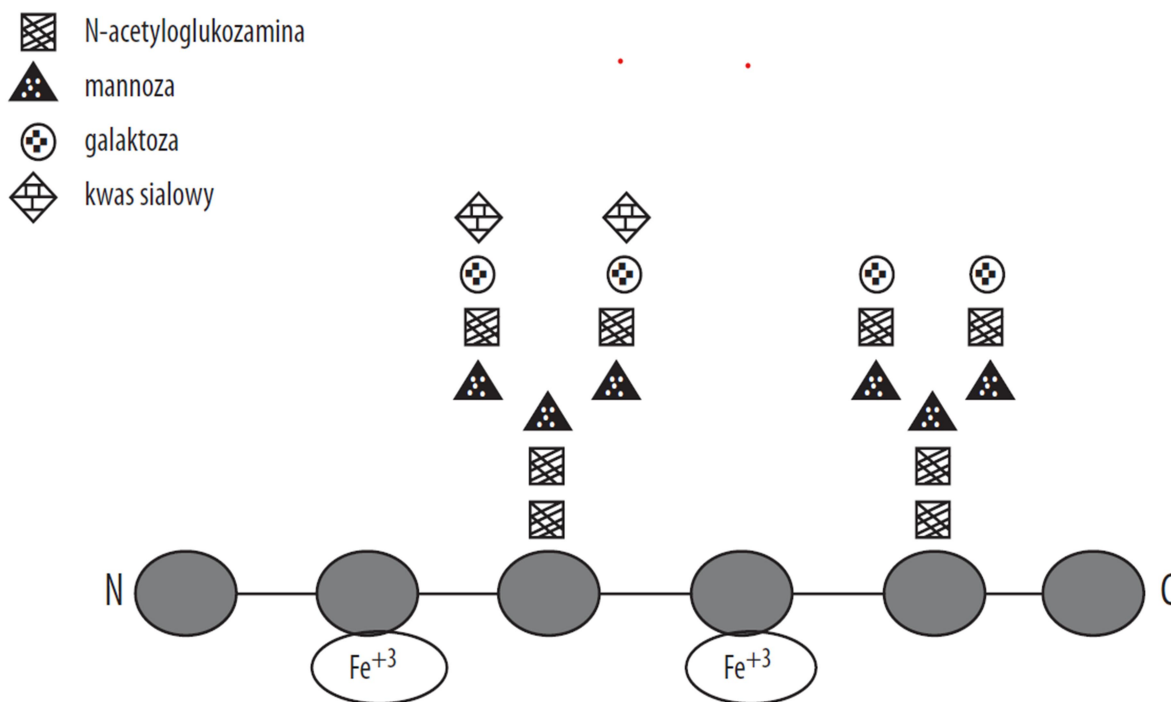 N-acetyloglukozamina
mannoza
galaktoza
kwas sialowy
N
C
Fe+3
Fe+3